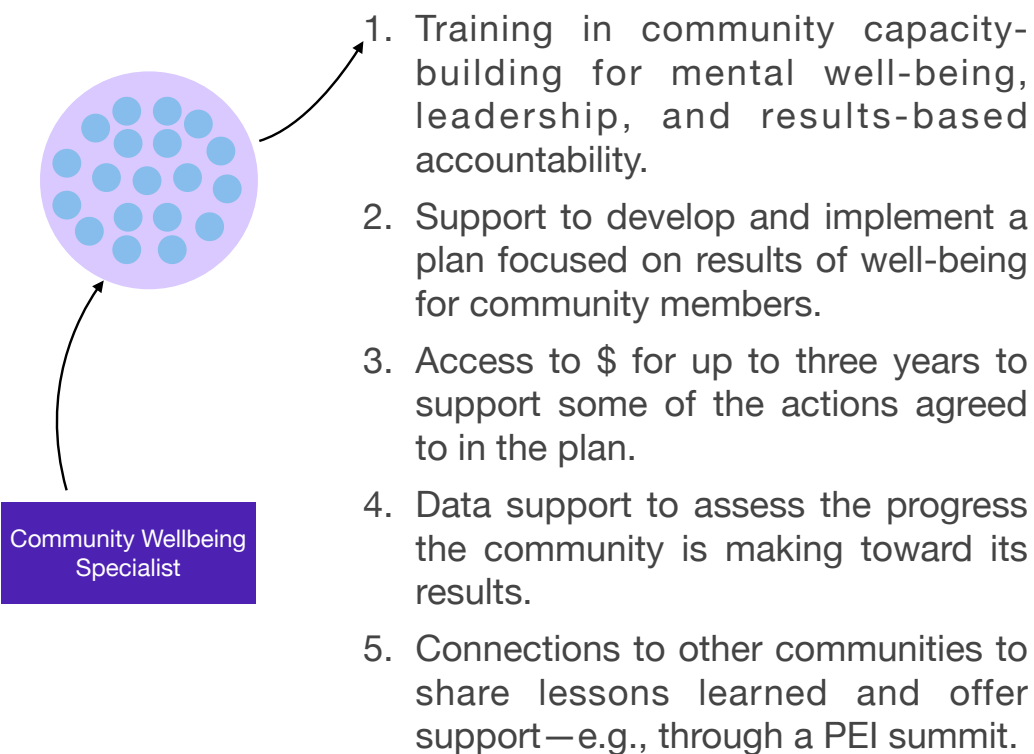 1. Training in community capacity-
building for mental well-being,
leadership, and results-based
accountability.
2. Support to develop and implement a
plan focused on results of well-being
for community members.
3. Access to $ for up to three years to
support some of the actions agreed
to in the plan.
4. Data support to assess the progress
the community is making toward its
results.
5. Connections to other communities to
share lessons learned and offer
support—e.g., through a PEI summit.
Community Wellbeing
Specialist